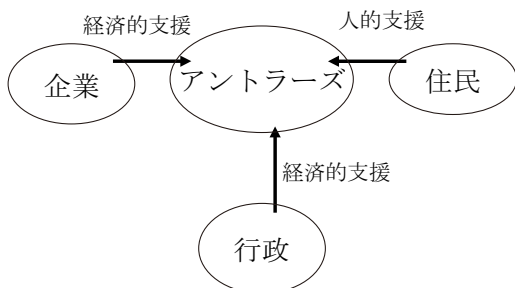 経済的支援
人的支援
企業
アントラーズ
住民
経済的支援
行政